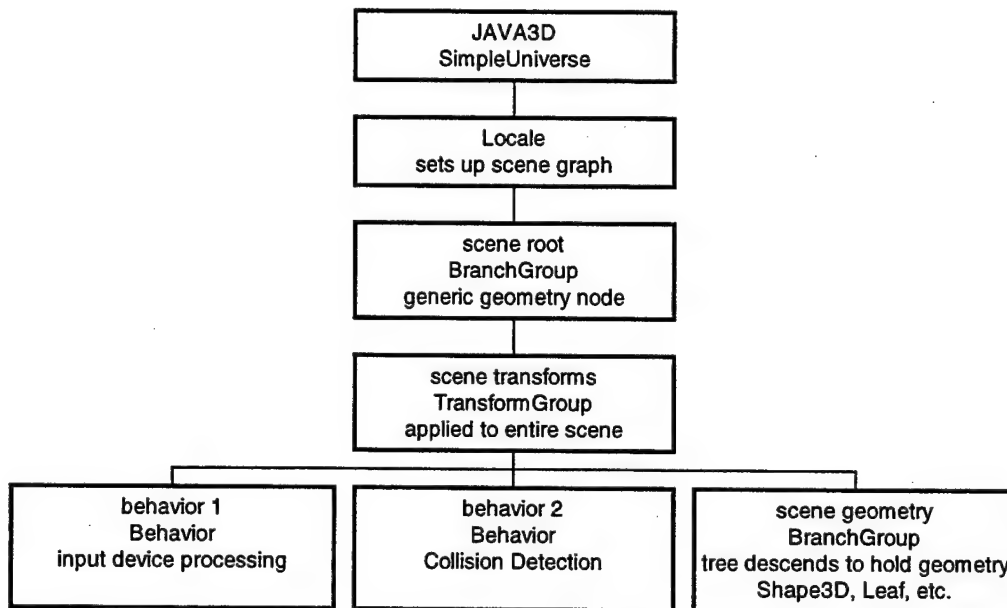 JAVA3D
SimpleUniverse
Locale
sets up scene graph
scene root
BranchGroup
generic geometry node
scene transforms
TransformGroup
applied to entire scene
behavior 1
Behavior
input device processing
behavior 2
Behavior
Collision Detection
scene geometry
BranchGroup
tree descends to hold geometry
Shape3D, Leaf, etc.